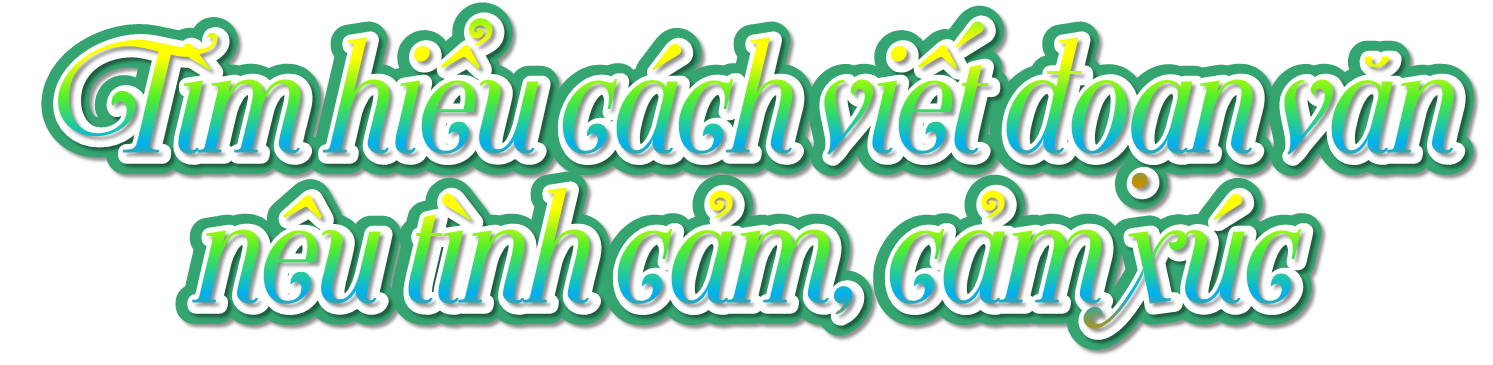 Tìm hiểu cách viết đoạn văn
nêu tình cảm, cảm xúc